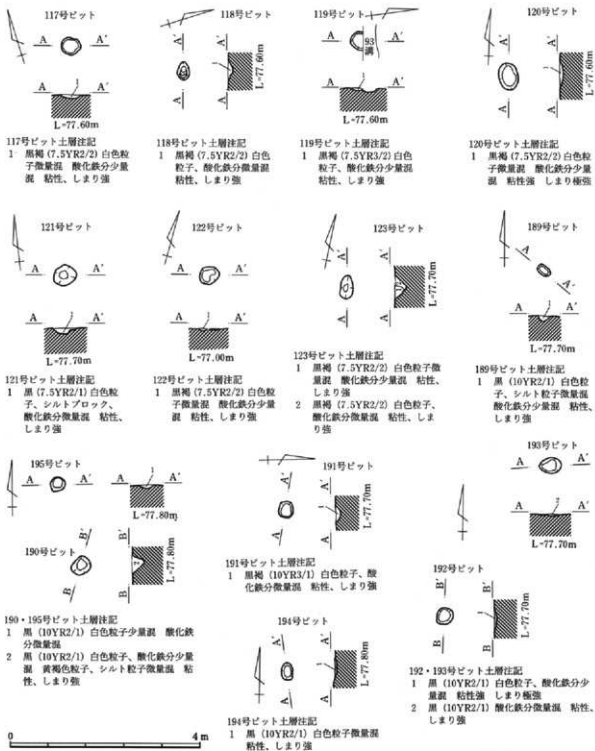 117号ピット
A A′
1
A A′
L=77.60m
117号ピット土層注記
1 黒褐 (7.5YR2/2) 白色粒
子微量混 酸化鉄分少量
混 粘性、しまり強
118号ピット
A′ A′
1
A A
L=77.60m
118号ピット土層注記
1 黒褐 (7.5YR2/2) 白色
粒子、酸化鉄分微量混
粘性、しまり強
119号ピット
A 93溝 A′
A A′
L=77.60m
119号ピット土層注記
1 黒褐 (7.5YR3/2) 白色
粒子、酸化鉄分少量混
粘性、しまり強
120号ピット
A′ A′
1
A A
L=77.60m
120号ピット土層注記
1 黒褐 (7.5YR2/2) 白色粒
子微量混 酸化鉄分少量
混 粘性強 しまり極強
121号ピット
A A′
1
A A′
L=77.70m
121号ピット土層注記
1 黒 (7.5YR2/1) 白色粒
子、シルトブロック、
酸化鉄分微量混 粘性、
しまり強
122号ピット
A A′
1
A A′
L=77.00m
122号ピット土層注記
1 黒褐 (7.5YR2/2) 白色粒
子微量混 酸化鉄分少量
混 粘性、しまり強
123号ピット
A′ A′
A A
L=77.70m
123号ピット土層注記
1 黒褐 (7.5YR2/2) 白色粒子微
量混 酸化鉄分少量混 粘性、
しまり強
2 黒褐 (7.5YR2/2) 白色粒子、
酸化鉄分微量混 粘性、しま
り強
189号ピット
A A′
1
A A′
L=77.70m
189号ピット土層注記
1 黒 (10YR2/1) 白色粒
子、シルト粒子微量混
酸化鉄分少量混 粘性、
しまり強
195号ピット
A A′
1
A A′
L=77.80m
190号ピット
B′ B′
2
B B
L=77.80m
190・195号ピット土層注記
1 黒 (10YR2/1) 白色粒子少量混 酸化鉄
分微量混
2 黒 (10YR2/1) 白色粒子、酸化鉄分少量
混 黄褐色粒子、シルト粒子微量混 粘
性、しまり強
191号ピット
A′ A′
1
A A
L=77.70m
191号ピット土層注記
1 黒褐 (10YR3/1) 白色粒子、酸
化鉄分微量混 粘性、しまり強
194号ピット
A′ A′
1
A A
L=77.80m
194号ピット土層注記
1 黒 (10YR2/1) 白色粒子微量混
粘性、しまり強
193号ピット
A A′
2
A A′
L=77.70m
192号ピット
B′ B′
1
B B
L=77.70m
192・193号ピット土層注記
1 黒 (10YR2/1) 白色粒子、酸化鉄分少
量混 粘性強 しまり極強
2 黒 (10YR2/1) 酸化鉄分微量混 粘性、
しまり強
0 4m